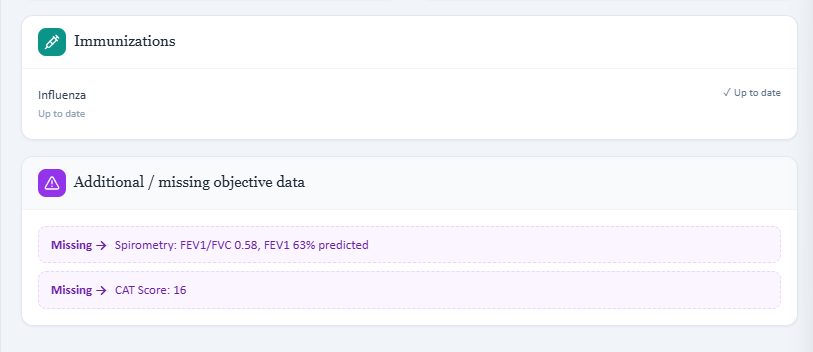 Immunizations
Influenza
✓ Up to date
Up to date
Additional / missing objective data
Missing → Spirometry: FEV1/FVC 0.58, FEV1 63% predicted
Missing → CAT Score: 16